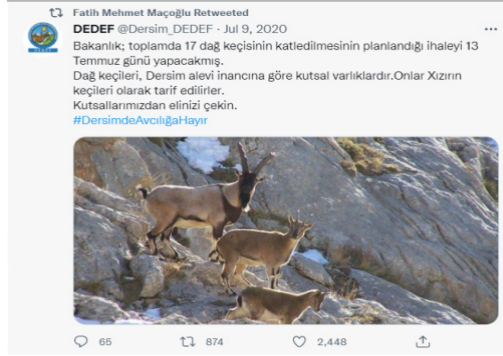 Fatih Mehmet Maçoğlu Retweeted
DEDEF @Dersim_DEDEF · Jul 9, 2020
Bakanlık; toplamda 17 dağ keçisinin katledilmesinin planlandığı ihaleyi 13
Temmuz günü yapacakmış.
Dağ keçileri, Dersim alevi inancına göre kutsal varlıklardır.Onlar Xızırın
keçileri olarak tarif edilirler.
Kutsallarımızdan elinizi çekin.
#DersimdeAvcılığaHayır
65 874 2,448